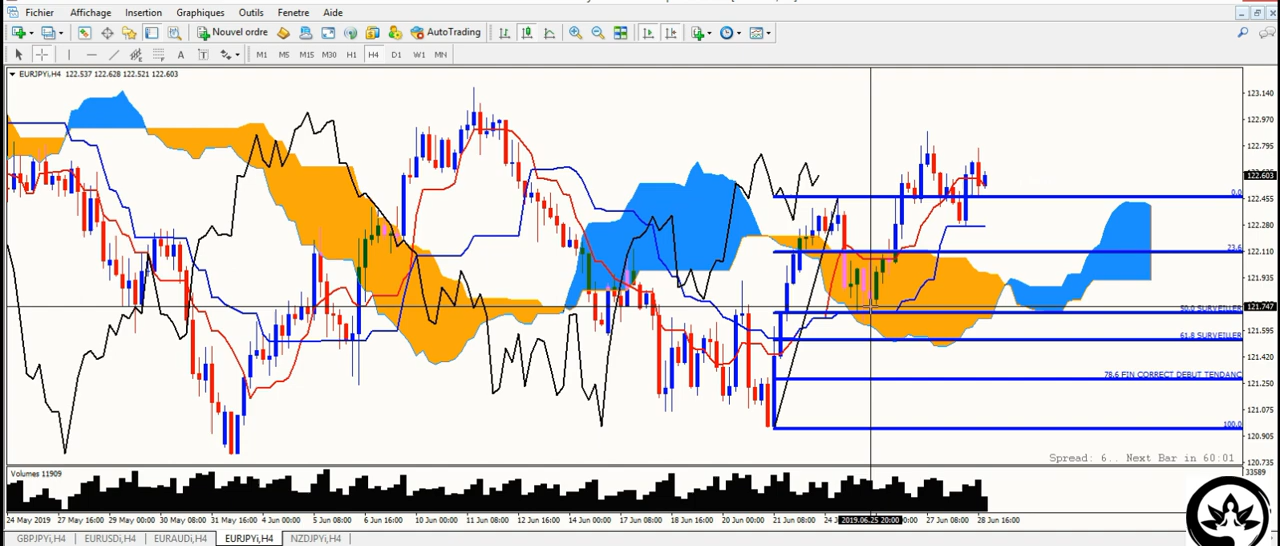 Fichier Affichage Insertion Graphiques Outils Fenetre Aide
Nouvel ordre AutoTrading
A T M1 M5 M15 M30 H1 H4 D1 W1 MN
EURJPYi,H4 122.537 122.628 122.521 122.603
123.140
122.970
122.795
122.603
0.0
122.455
122.280
23.6
122.110
121.935
50.0 SURVEILLER
61.8 SURVEILLER
121.595
121.420
78.6 FIN CORRECT DEBUT TENDANC
121.250
121.075
100.0
120.905
Spread: 6.. Next Bar in 60:01
120.735
Volumes 11909
33589
0
24 May 2019 27 May 16:00 29 May 00:00 30 May 08:00 31 May 16:00 4 Jun 00:00 5 Jun 08:00 6 Jun 16:00 10 Jun 00:00 11 Jun 08:00 12 Jun 16:00 14 Jun 00:00 17 Jun 08:00 18 Jun 16:00 20 Jun 00:00 21 Jun 08:00 24 J 2019.06.25 20:00 00:00 27 Jun 08:00 28 Jun 16:00
GBPJPYi,H4 EURUSDi,H4 EURAUDi,H4 EURJPYi,H4 NZDJPYi,H4